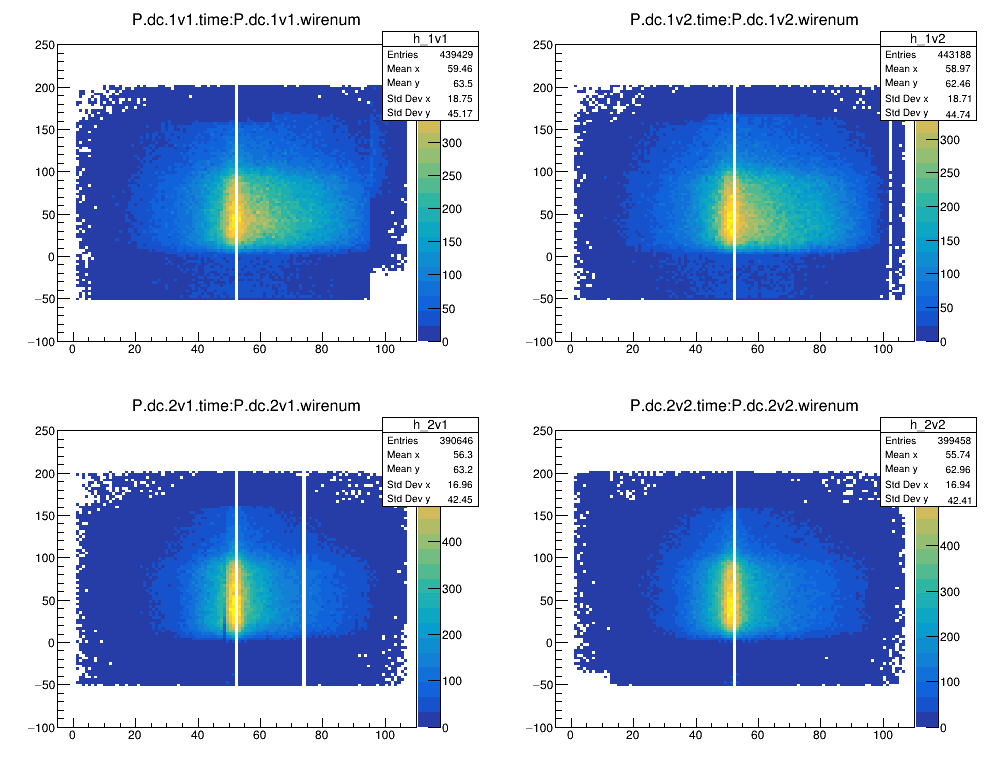 P.dc.1v1.time:P.dc.1v1.wirenum
h_1v1
Entries 439429
Mean x 59.46
Mean y 63.5
Std Dev x 18.75
Std Dev y 45.17
250
200
150
100
50
0
−50
−100
0 20 40 60 80 100
300
250
200
150
100
50
0
P.dc.1v2.time:P.dc.1v2.wirenum
h_1v2
Entries 443188
Mean x 58.97
Mean y 62.46
Std Dev x 18.71
Std Dev y 44.74
250
200
150
100
50
0
−50
−100
0 20 40 60 80 100
300
250
200
150
100
50
0
P.dc.2v1.time:P.dc.2v1.wirenum
h_2v1
Entries 390646
Mean x 56.3
Mean y 63.2
Std Dev x 16.96
Std Dev y 42.45
250
200
150
100
50
0
−50
−100
0 20 40 60 80 100
400
300
200
100
0
P.dc.2v2.time:P.dc.2v2.wirenum
h_2v2
Entries 399458
Mean x 55.74
Mean y 62.96
Std Dev x 16.94
Std Dev y 42.41
250
200
150
100
50
0
−50
−100
0 20 40 60 80 100
400
300
200
100
0